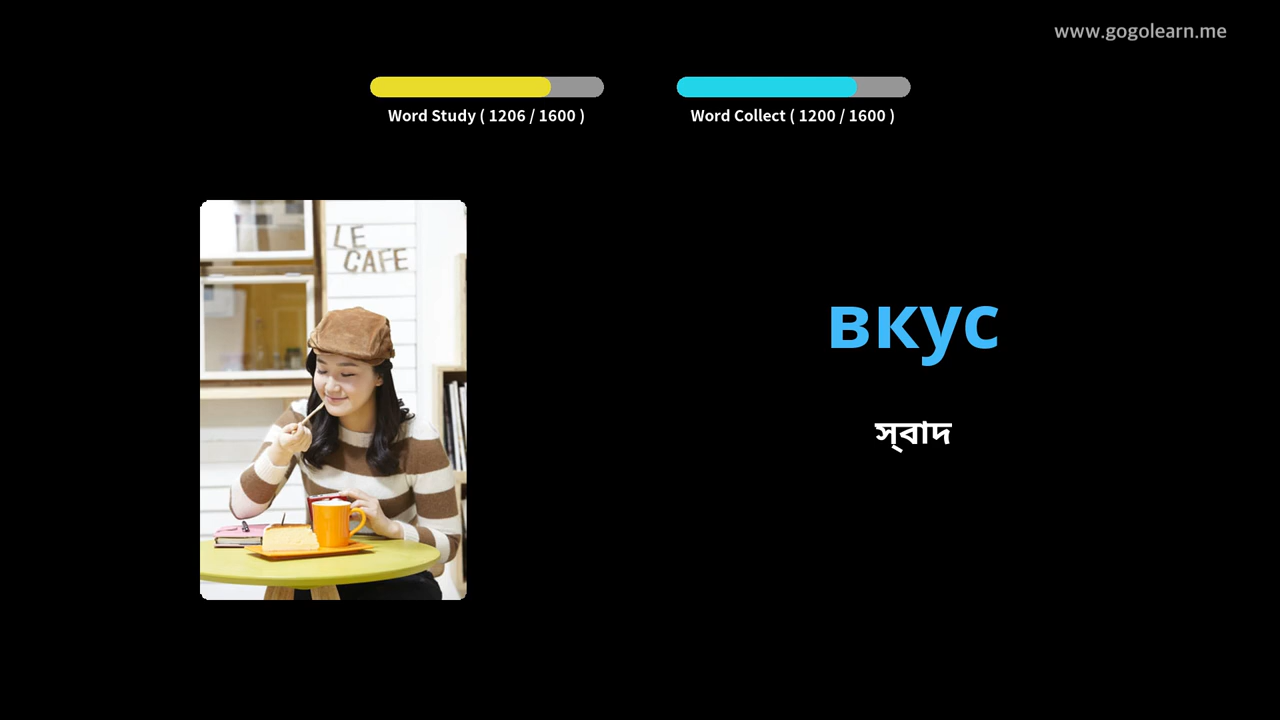 www.gogolearn.me
Word Study ( 1206 / 1600 )
Word Collect ( 1200 / 1600 )
LE
CAFE
вкус
স্বাদ